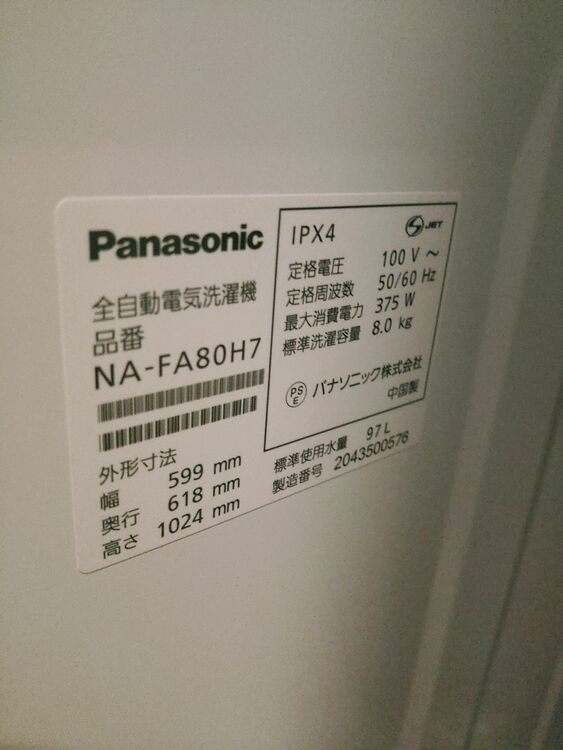 Panasonic
全自動電気洗濯機
品番
NA-FA80H7
外形寸法
幅 599 mm
奥行 618 mm
高さ 1024 mm
IPX4
JET
定格電圧 100 V ～
定格周波数 50/60 Hz
最大消費電力 375 W
標準洗濯容量 8.0 kg
PS
E
パナソニック株式会社
中国製
標準使用水量 97 L
製造番号 2043500576